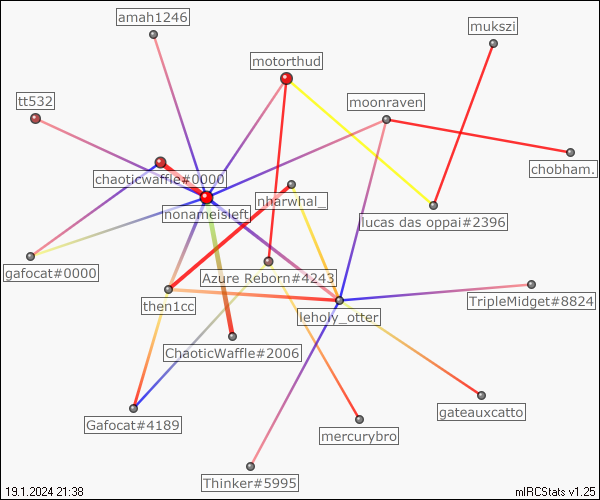 amah1246
mukszi
motorthud
tt532
moonraven
chobham.
chaoticwaffle#0000
nharwhal_
nonameisleft
lucas das oppai#2396
gafocat#0000
Azure Reborn#4243
then1cc
TripleMidget#8824
leholy_otter
ChaoticWaffle#2006
gateauxcatto
Gafocat#4189
mercurybro
Thinker#5995
19.1.2024 21:38
mIRCStats v1.25